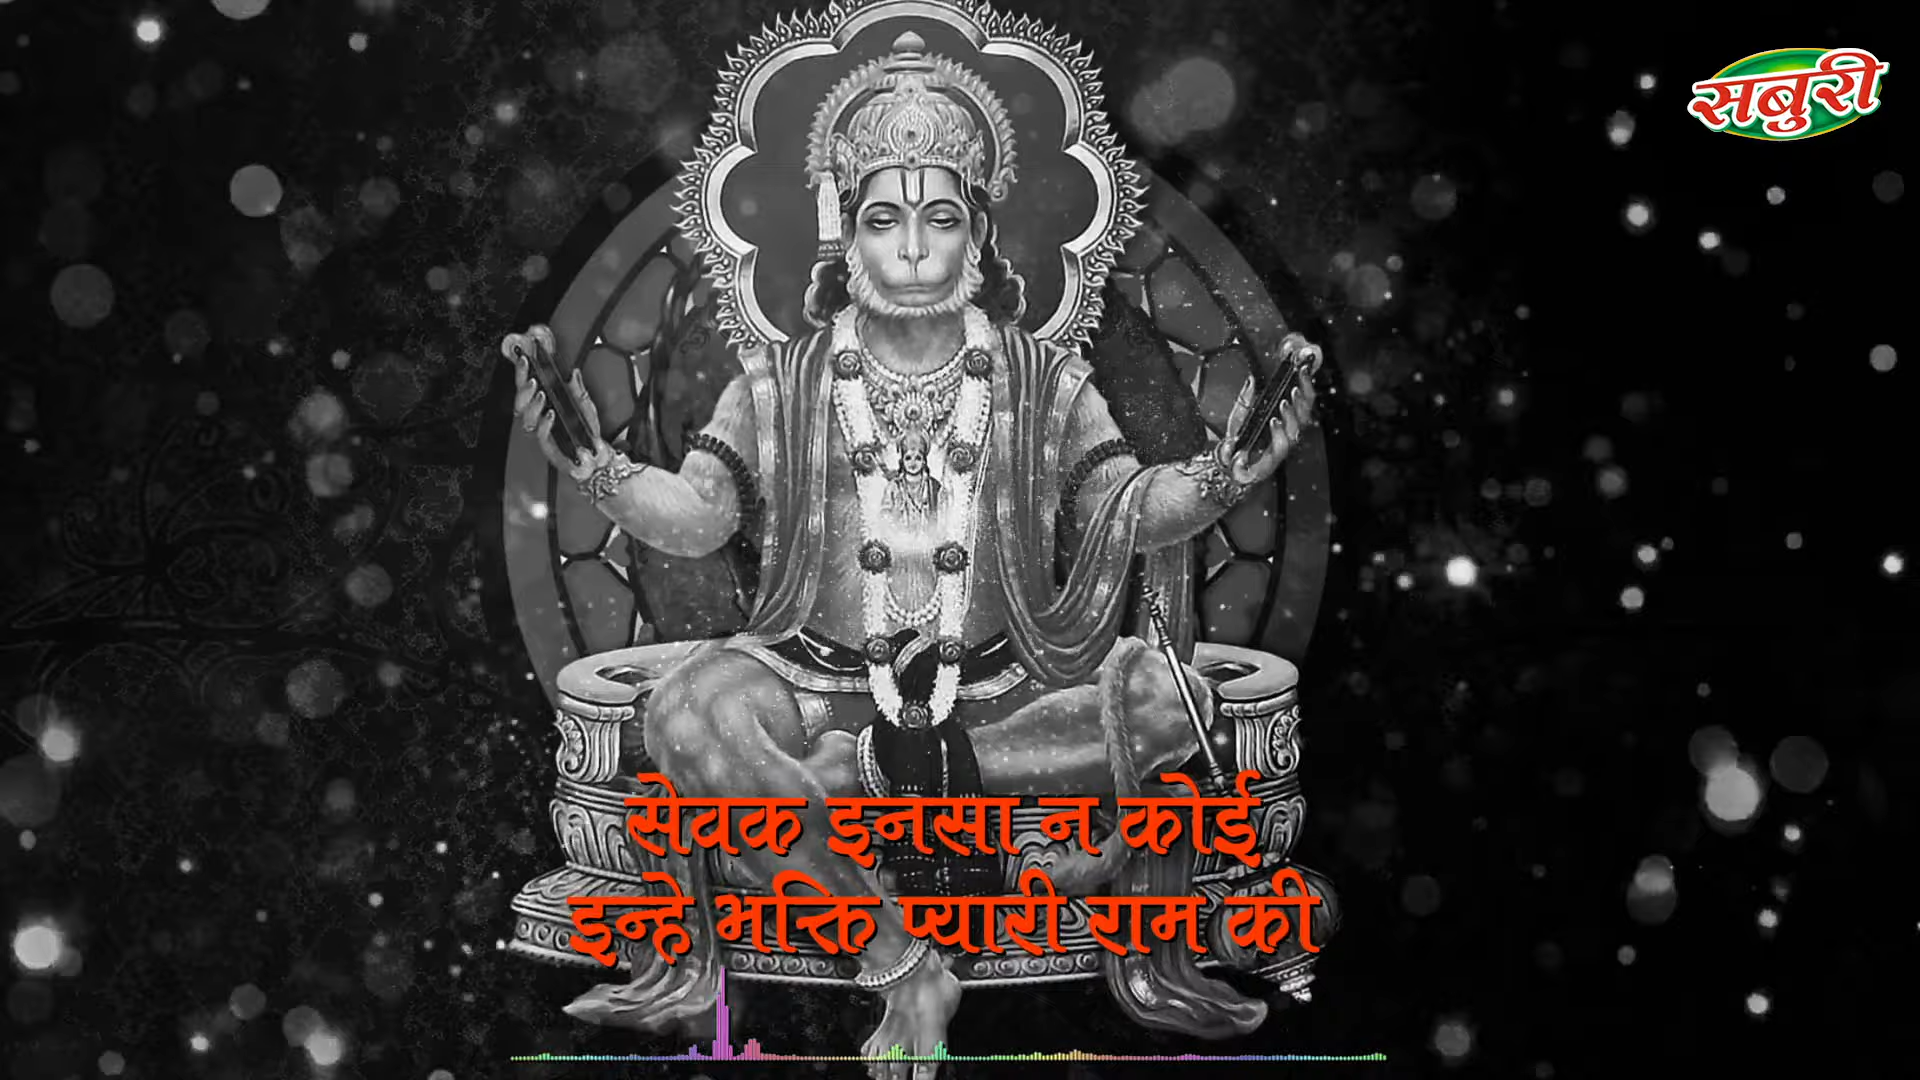 सबुरी
सेवक इनसा न कोई
इन्हे भक्ति प्यारी राम की